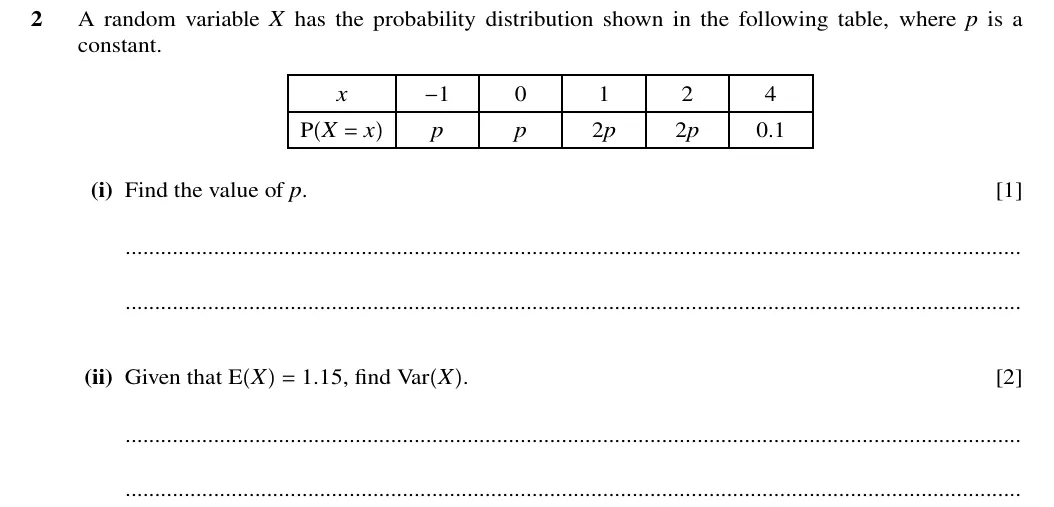 2 A random variable X has the probability distribution shown in the following table, where p is a
constant.
x −1 0 1 2 4
P(X = x) p p 2p 2p 0.1
(i) Find the value of p. [1]
........................................................................................................................................................
........................................................................................................................................................
(ii) Given that E(X) = 1.15, find Var(X). [2]
........................................................................................................................................................
........................................................................................................................................................